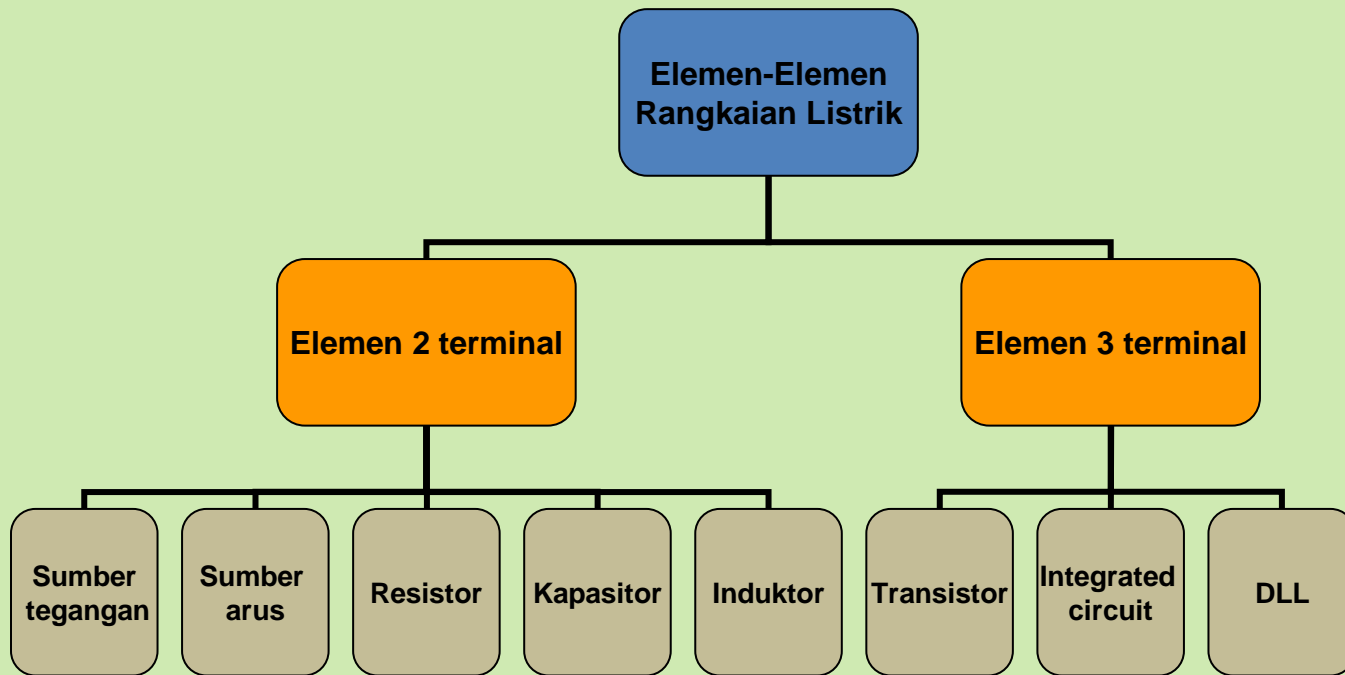 Elemen-Elemen
Rangkaian Listrik
Elemen 2 terminal
Elemen 3 terminal
Sumber
tegangan
Sumber
arus
Resistor
Kapasitor
Induktor
Transistor
Integrated
circuit
DLL